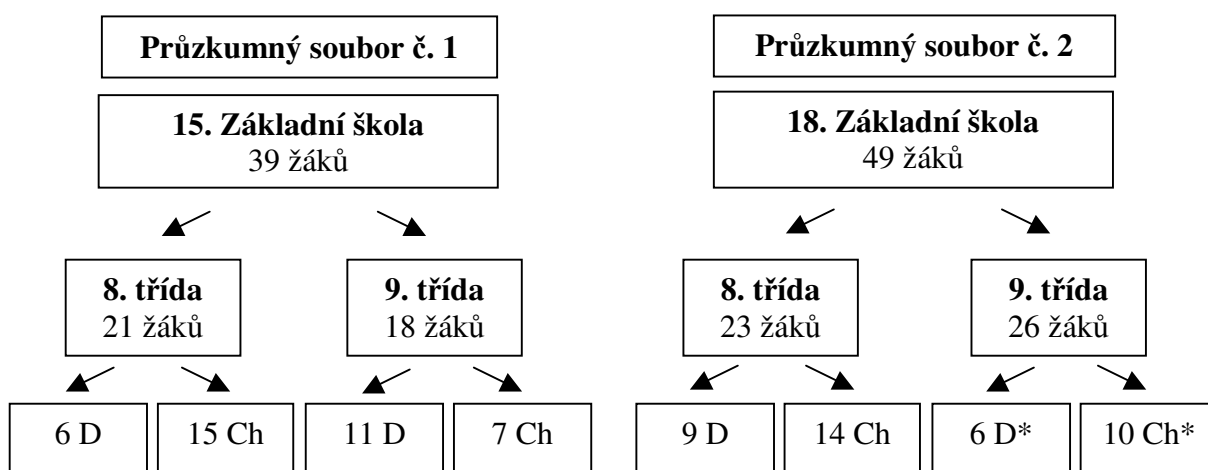 Průzkumný soubor č. 1
Průzkumný soubor č. 2
15. Základní škola
39 žáků
18. Základní škola
49 žáků
8. třída
21 žáků
9. třída
18 žáků
8. třída
23 žáků
9. třída
26 žáků
6 D
15 Ch
11 D
7 Ch
9 D
14 Ch
6 D*
10 Ch*